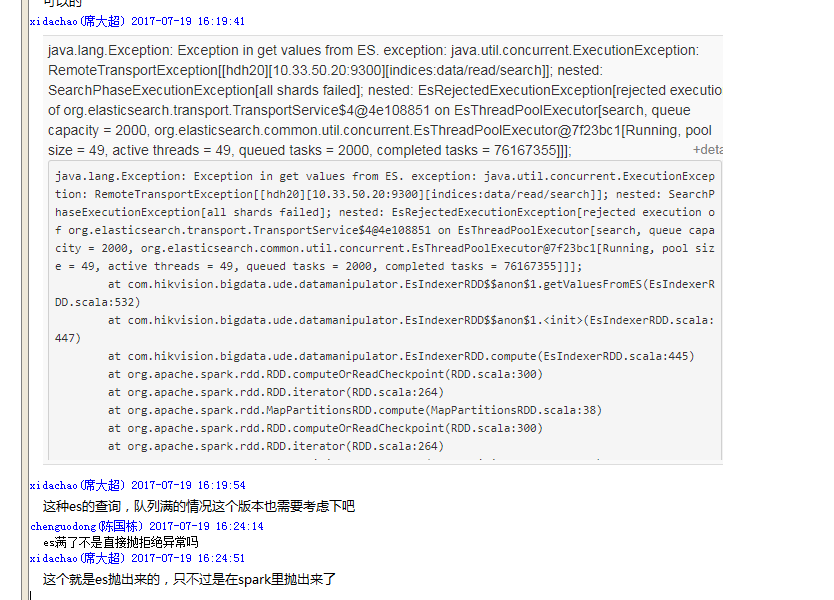 可以的
xidachao(席大超) 2017-07-19 16:19:41
java.lang.Exception: Exception in get values from ES. exception: java.util.concurrent.ExecutionException:
RemoteTransportException[[hdh20][10.33.50.20:9300][indices:data/read/search]]; nested:
SearchPhaseExecutionException[all shards failed]; nested: EsRejectedExecutionException[rejected executio
of org.elasticsearch.transport.TransportService$4@4e108851 on EsThreadPoolExecutor[search, queue
capacity = 2000, org.elasticsearch.common.util.concurrent.EsThreadPoolExecutor@7f23bc1[Running, pool
size = 49, active threads = 49, queued tasks = 2000, completed tasks = 76167355]]];
+deta
java.lang.Exception: Exception in get values from ES. exception: java.util.concurrent.ExecutionExcep
tion: RemoteTransportException[[hdh20][10.33.50.20:9300][indices:data/read/search]]; nested: SearchP
haseExecutionException[all shards failed]; nested: EsRejectedExecutionException[rejected execution o
f org.elasticsearch.transport.TransportService$4@4e108851 on EsThreadPoolExecutor[search, queue capa
city = 2000, org.elasticsearch.common.util.concurrent.EsThreadPoolExecutor@7f23bc1[Running, pool siz
e = 49, active threads = 49, queued tasks = 2000, completed tasks = 76167355]]];
at com.hikvision.bigdata.ude.datamanipulator.EsIndexerRDD$$anon$1.getValuesFromES(EsIndexerR
DD.scala:532)
at com.hikvision.bigdata.ude.datamanipulator.EsIndexerRDD$$anon$1.<init>(EsIndexerRDD.scala:
447)
at com.hikvision.bigdata.ude.datamanipulator.EsIndexerRDD.compute(EsIndexerRDD.scala:445)
at org.apache.spark.rdd.RDD.computeOrReadCheckpoint(RDD.scala:300)
at org.apache.spark.rdd.RDD.iterator(RDD.scala:264)
at org.apache.spark.rdd.MapPartitionsRDD.compute(MapPartitionsRDD.scala:38)
at org.apache.spark.rdd.RDD.computeOrReadCheckpoint(RDD.scala:300)
at org.apache.spark.rdd.RDD.iterator(RDD.scala:264)
xidachao(席大超) 2017-07-19 16:19:54
这种es的查询，队列满的情况这个版本也需要考虑下吧
chenguodong(陈国栋) 2017-07-19 16:24:14
es满了不是直接抛拒绝异常吗
xidachao(席大超) 2017-07-19 16:24:51
这个就是es抛出来的，只不过是在spark里抛出来了